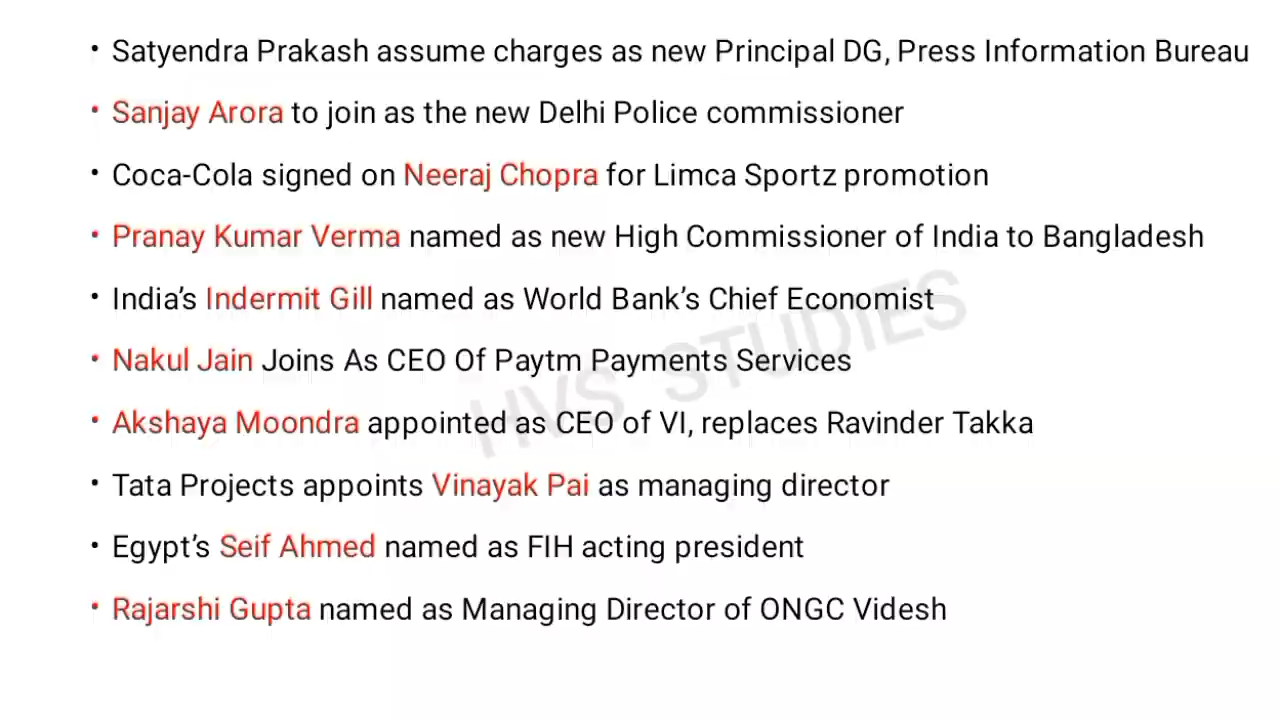 • Satyendra Prakash assume charges as new Principal DG, Press Information Bureau
• Sanjay Arora to join as the new Delhi Police commissioner
• Coca-Cola signed on Neeraj Chopra for Limca Sportz promotion
• Pranay Kumar Verma named as new High Commissioner of India to Bangladesh
• India’s Indermit Gill named as World Bank’s Chief Economist
• Nakul Jain Joins As CEO Of Paytm Payments Services
• Akshaya Moondra appointed as CEO of VI, replaces Ravinder Takka
• Tata Projects appoints Vinayak Pai as managing director
• Egypt’s Seif Ahmed named as FIH acting president
• Rajarshi Gupta named as Managing Director of ONGC Videsh
HVS STUDIES